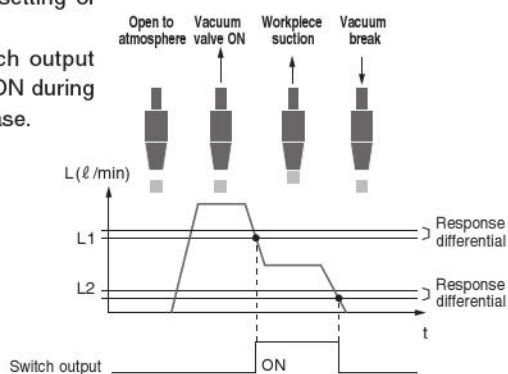 setting of
ch output
ON during
ase.
Open to
atmosphere
Vacuum
valve ON
Workpiece
suction
Vacuum
break
L(ℓ/min)
L1
L2
Response
differential
Response
differential
t
Switch output
ON